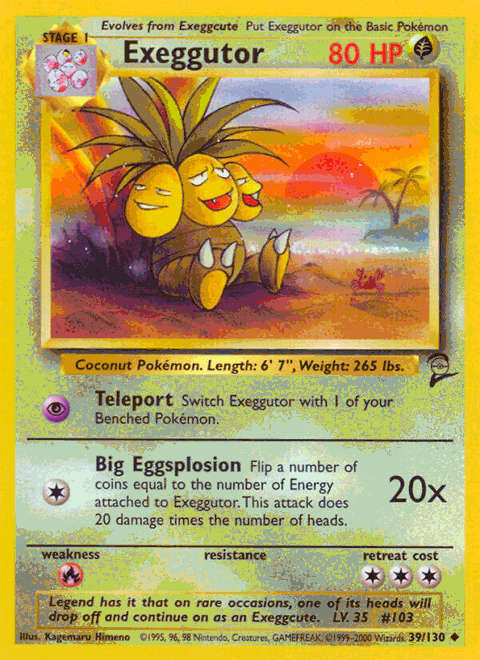 Evolves from Exeggcute Put Exeggutor on the Basic Pokémon
STAGE 1
Exeggutor 80 HP
Coconut Pokémon. Length: 6' 7", Weight: 265 lbs.
Teleport Switch Exeggutor with 1 of your
Benched Pokémon.
Big Eggsplosion Flip a number of
coins equal to the number of Energy
attached to Exeggutor. This attack does
20 damage times the number of heads.
20x
weakness resistance retreat cost
Legend has it that on rare occasions, one of its heads will
drop off and continue on as an Exeggcute. LV. 35 #103
Illus. Kagemaru Himeno ©1995, 96, 98 Nintendo, Creatures, GAMEFREAK. ©1999-2000 Wizards. 39/130